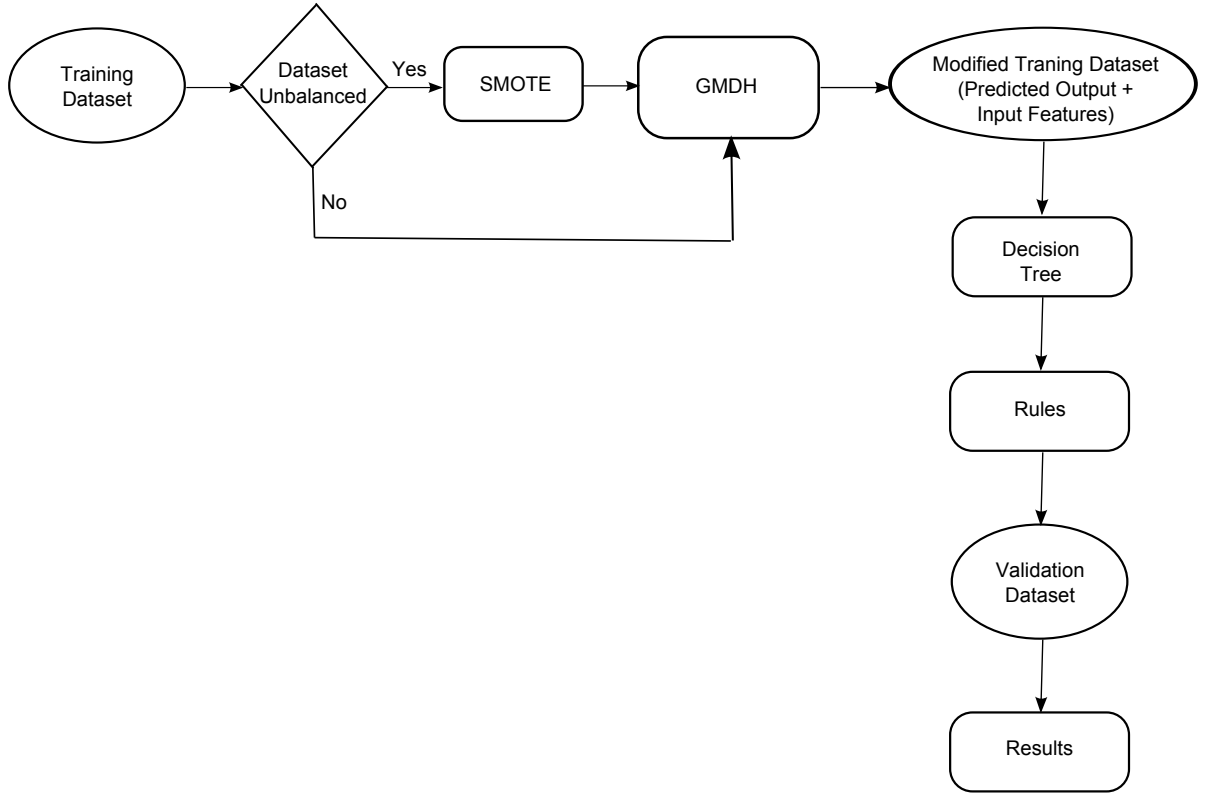 Training
Dataset
Dataset
Unbalanced
Yes
No
SMOTE
GMDH
Modified Traning Dataset
(Predicted Output +
Input Features)
Decision
Tree
Rules
Validation
Dataset
Results